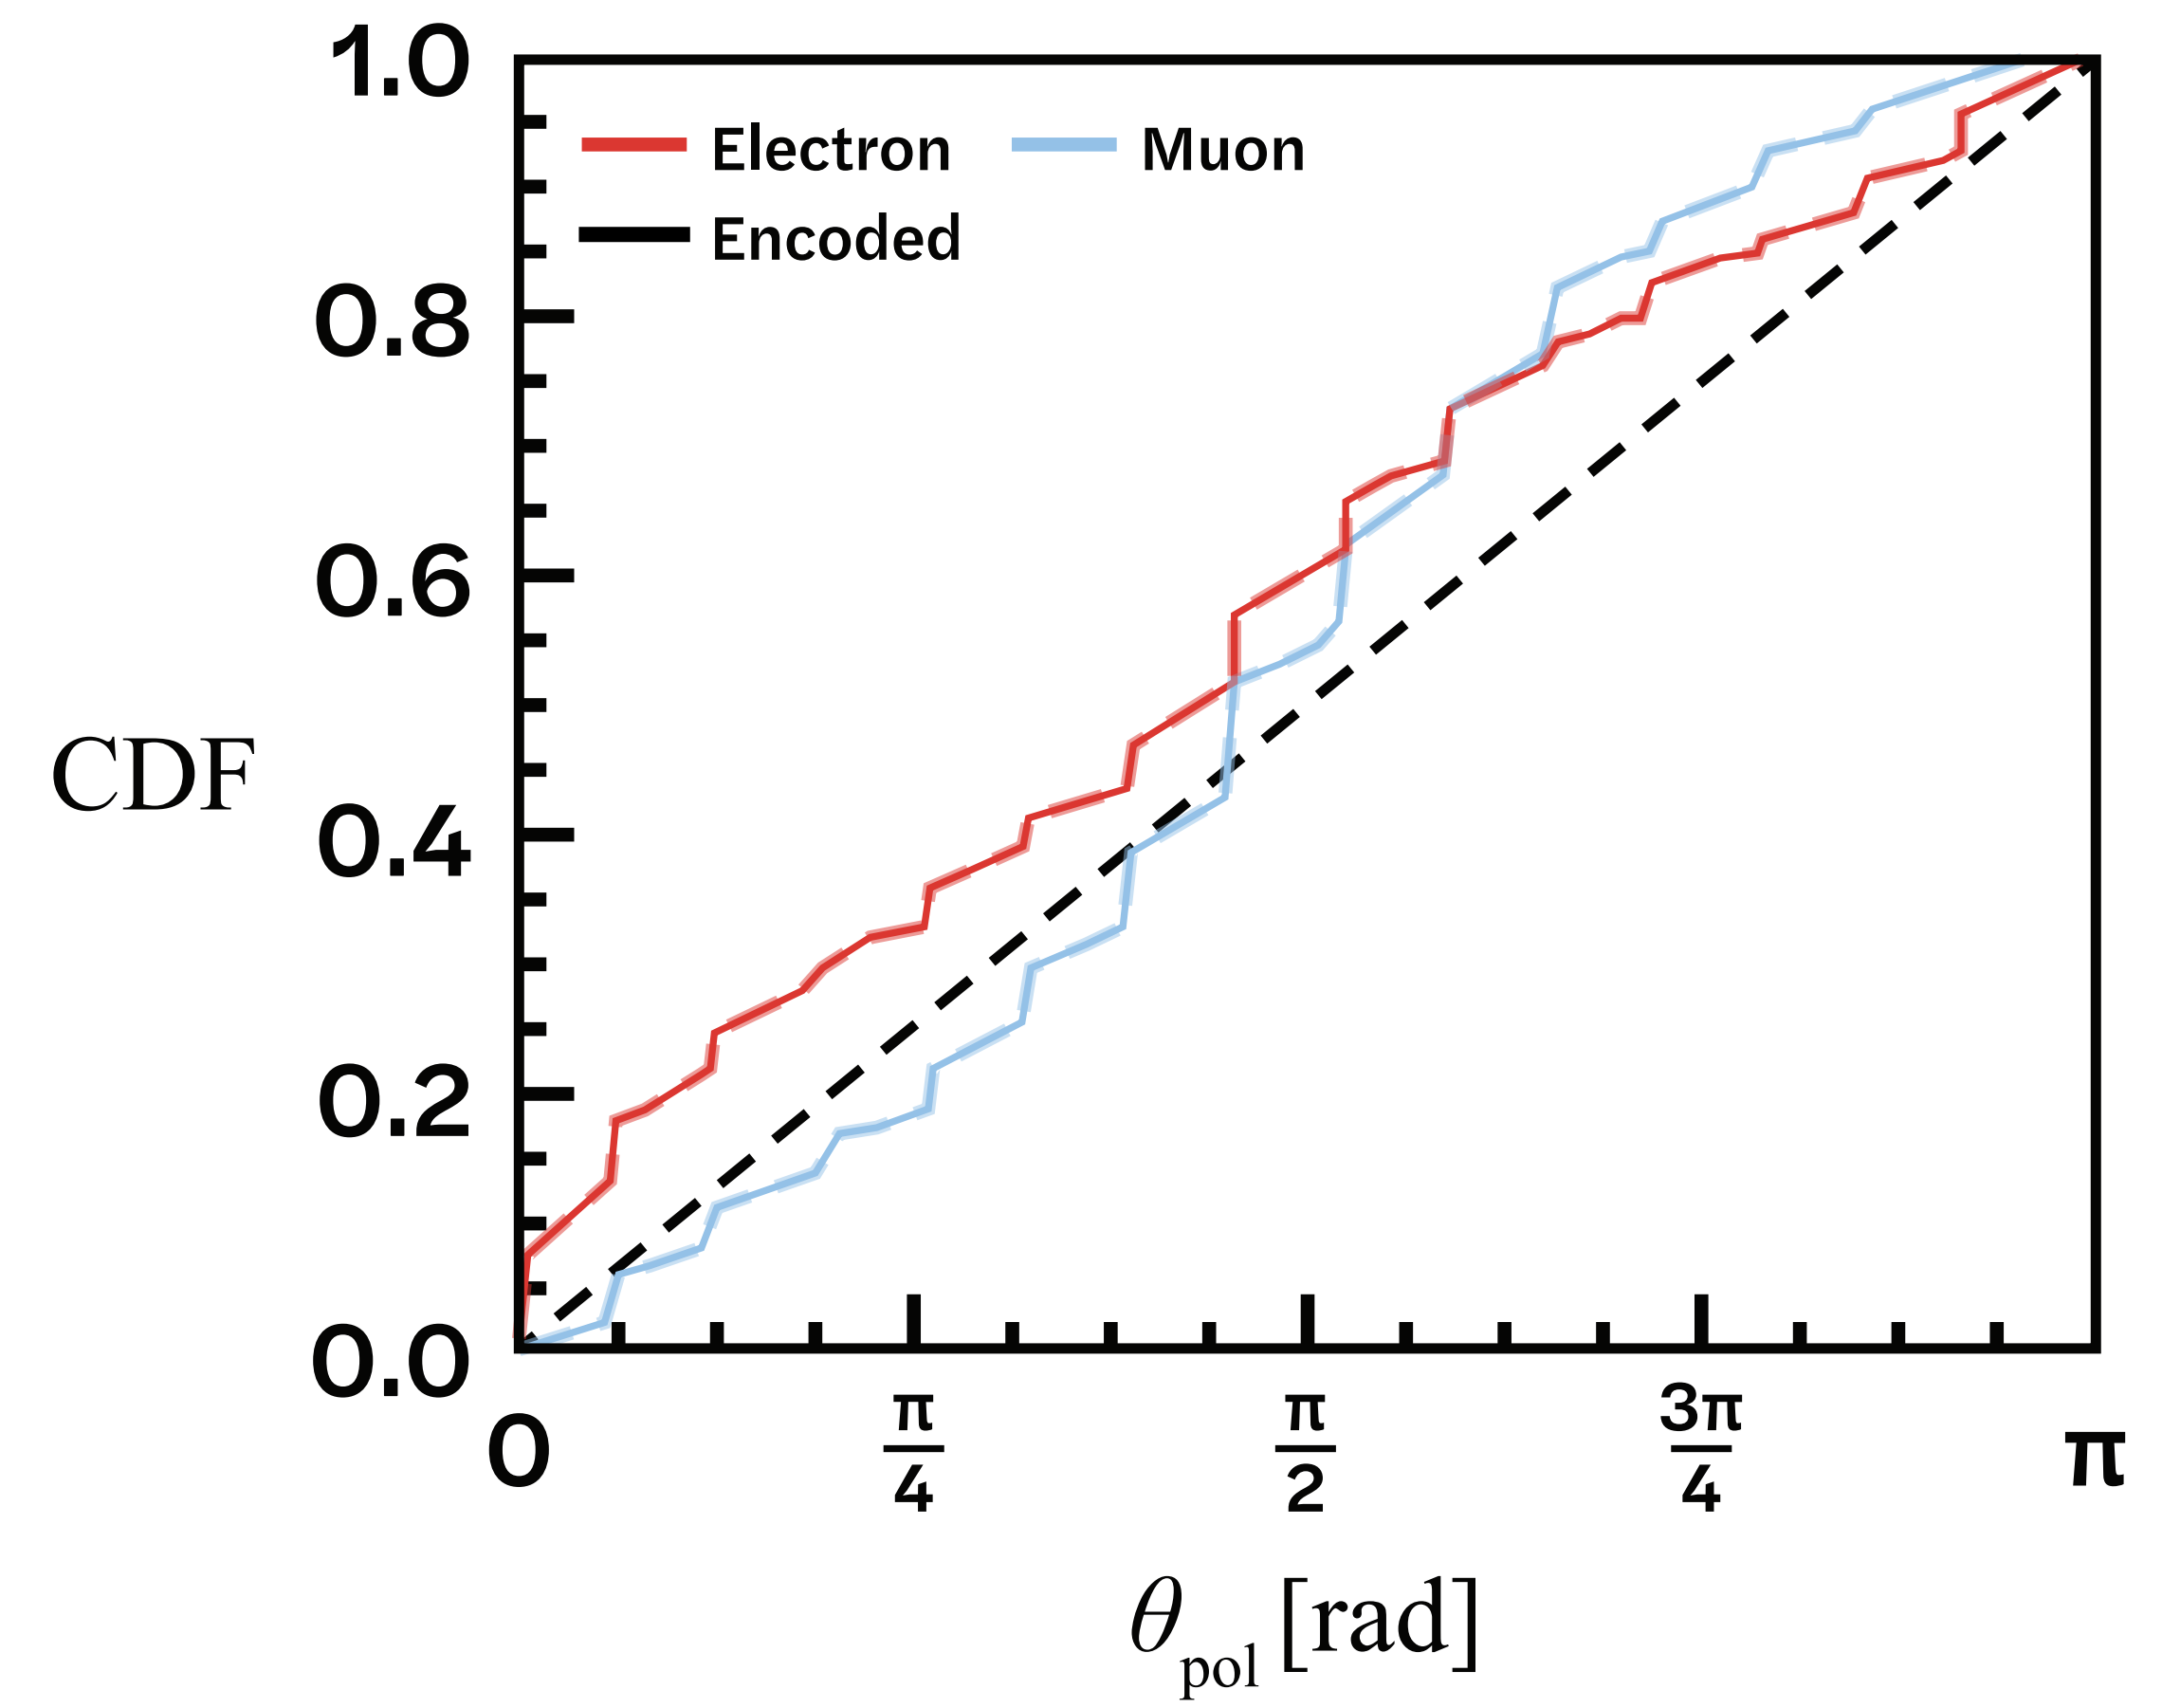 1.0
Electron Muon
Encoded
0.8
0.6
CDF
0.4
0.2
0.0
0 π/4 π/2 3π/4 π
θpol [rad]